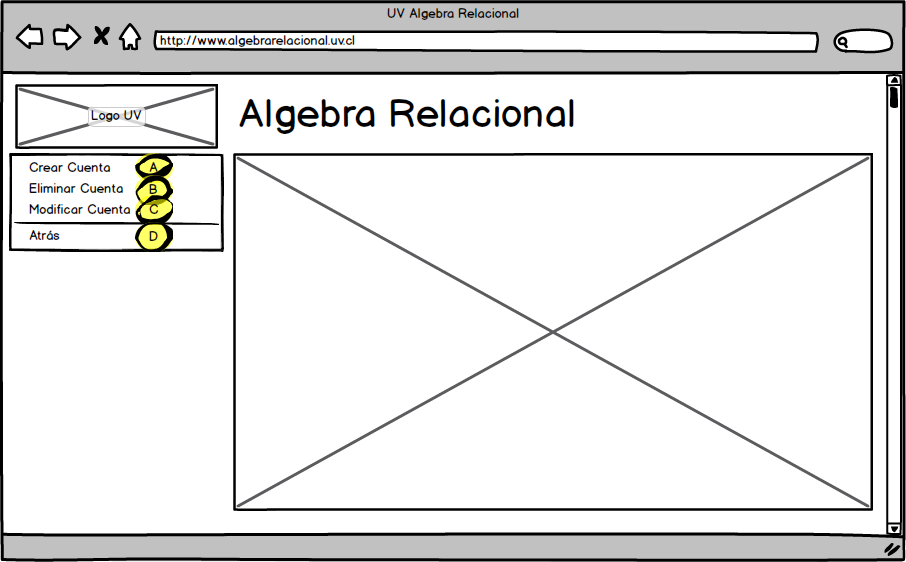 UV Algebra Relacional
http://www.algebrarelacional.uv.cl
Logo UV
Algebra Relacional
Crear Cuenta A
Eliminar Cuenta B
Modificar Cuenta C
Atrás D